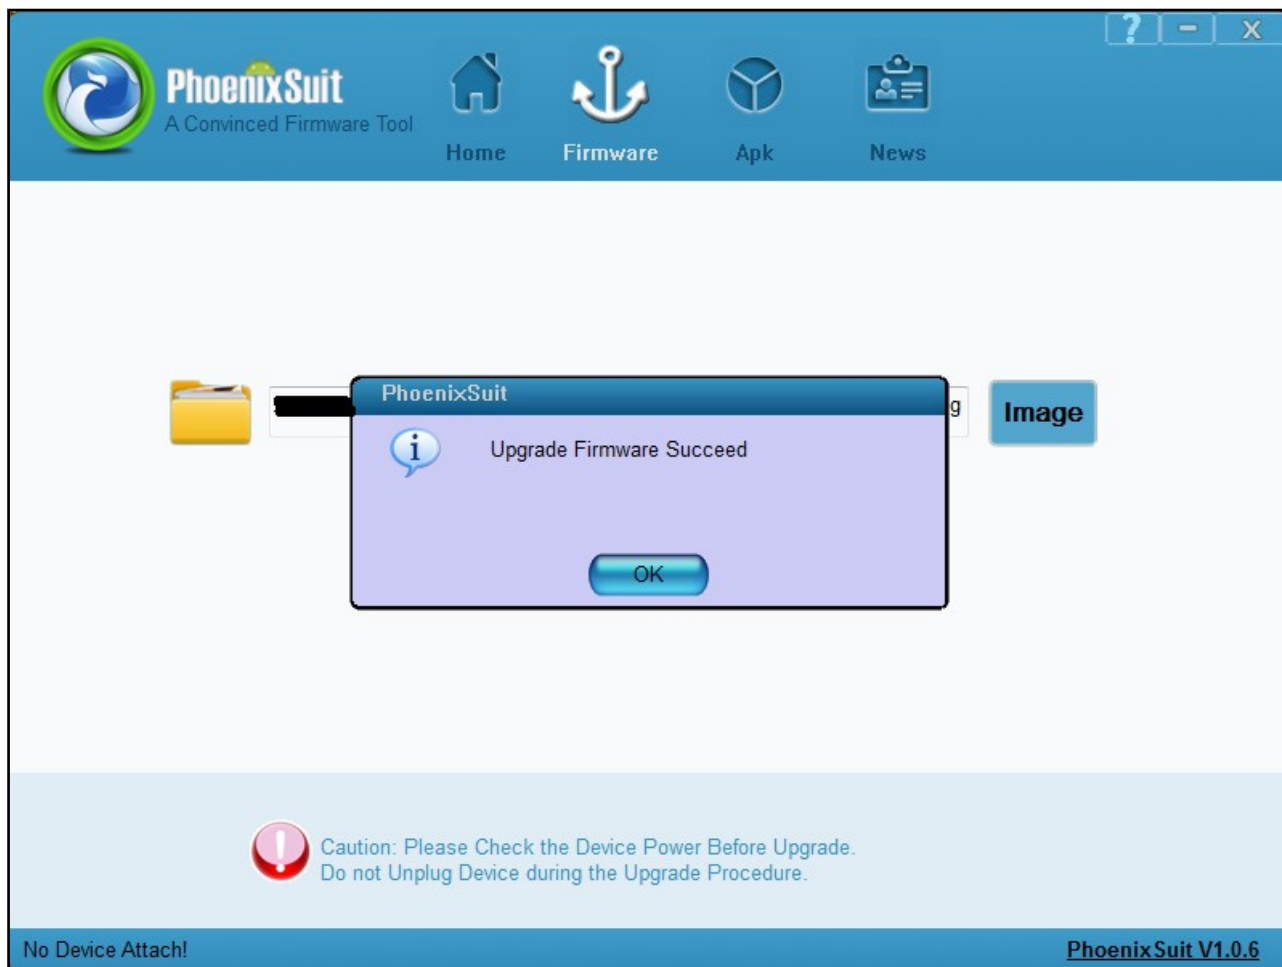 ? – X
PhoenixSuit
A Convinced Firmware Tool
Home Firmware Apk News
PhoenixSuit
g
Image
i
Upgrade Firmware Succeed
OK
!
Caution: Please Check the Device Power Before Upgrade.
Do not Unplug Device during the Upgrade Procedure.
No Device Attach!
PhoenixSuit V1.0.6